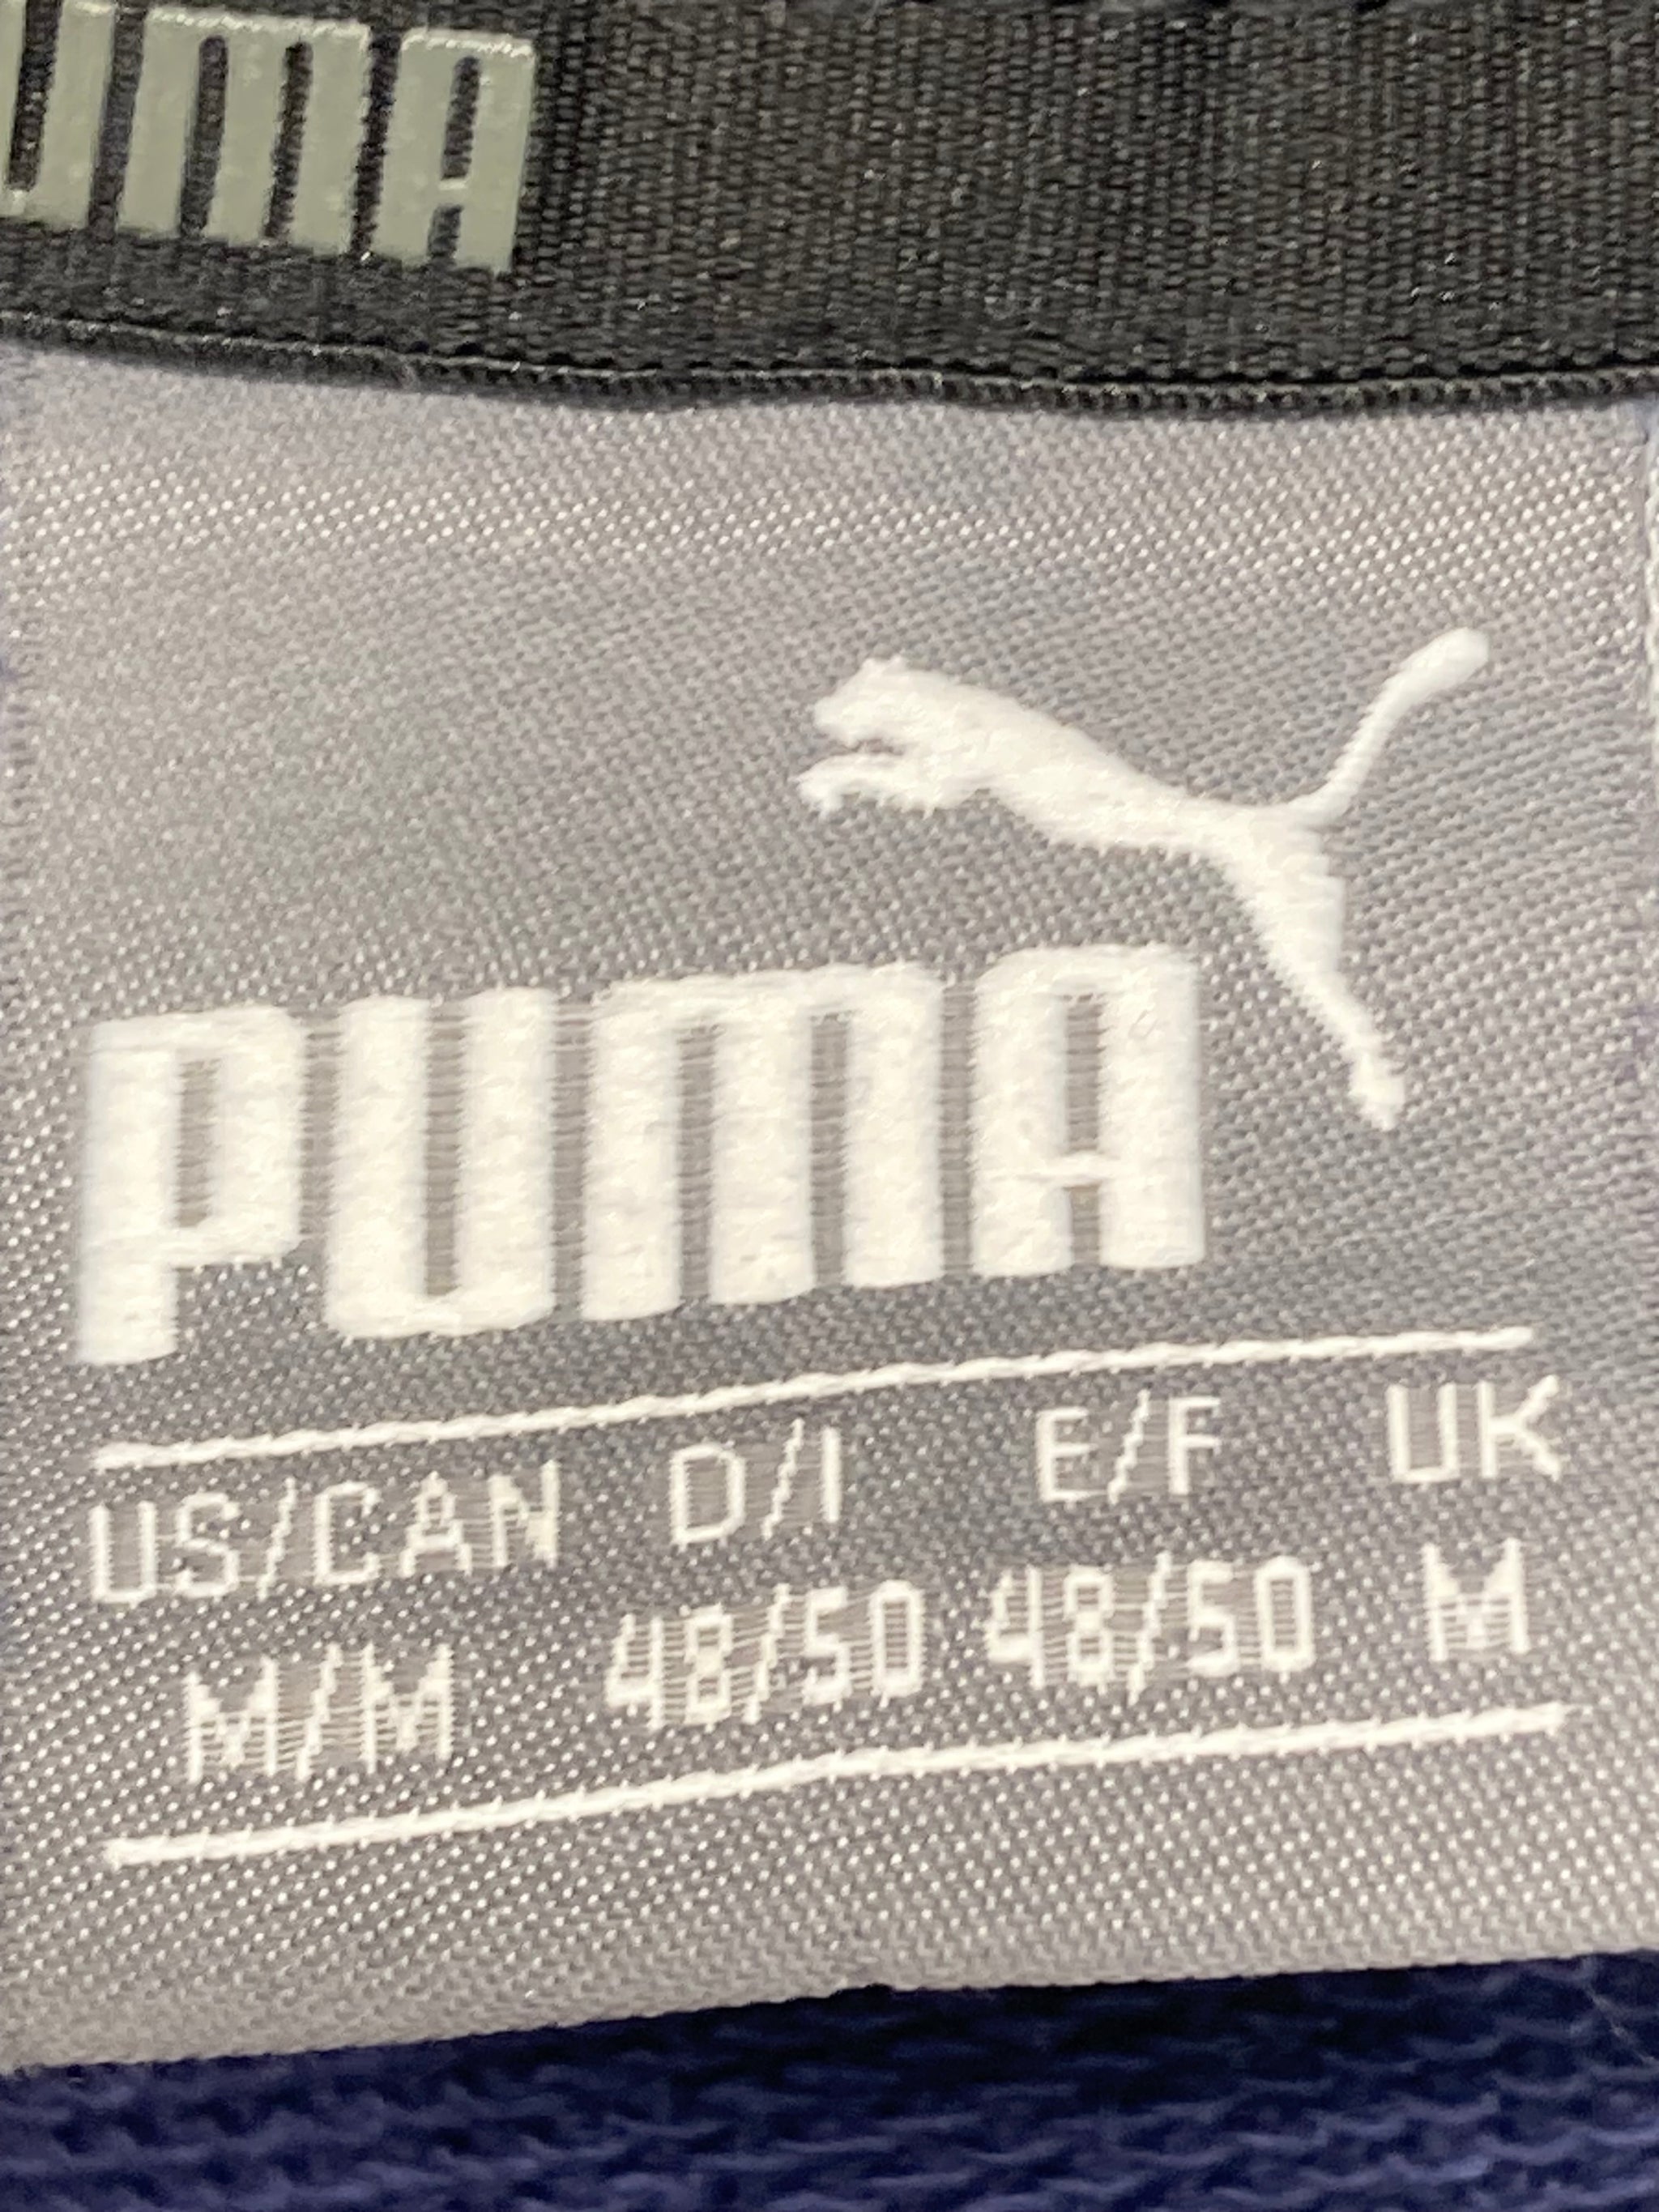 UMA
PUMA
US/CAN D/I E/F UK
M/M 48/50 48/50 M